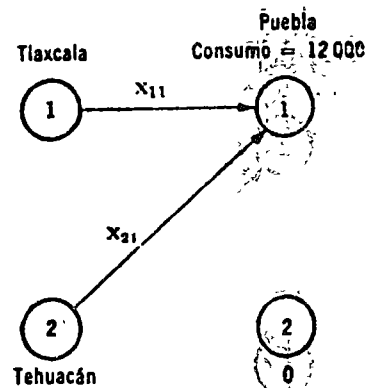 Puebla
Tlaxcala
Consumo = 12 000
1
x₁₁
1
x₂₁
2
2
Tehuacán
0